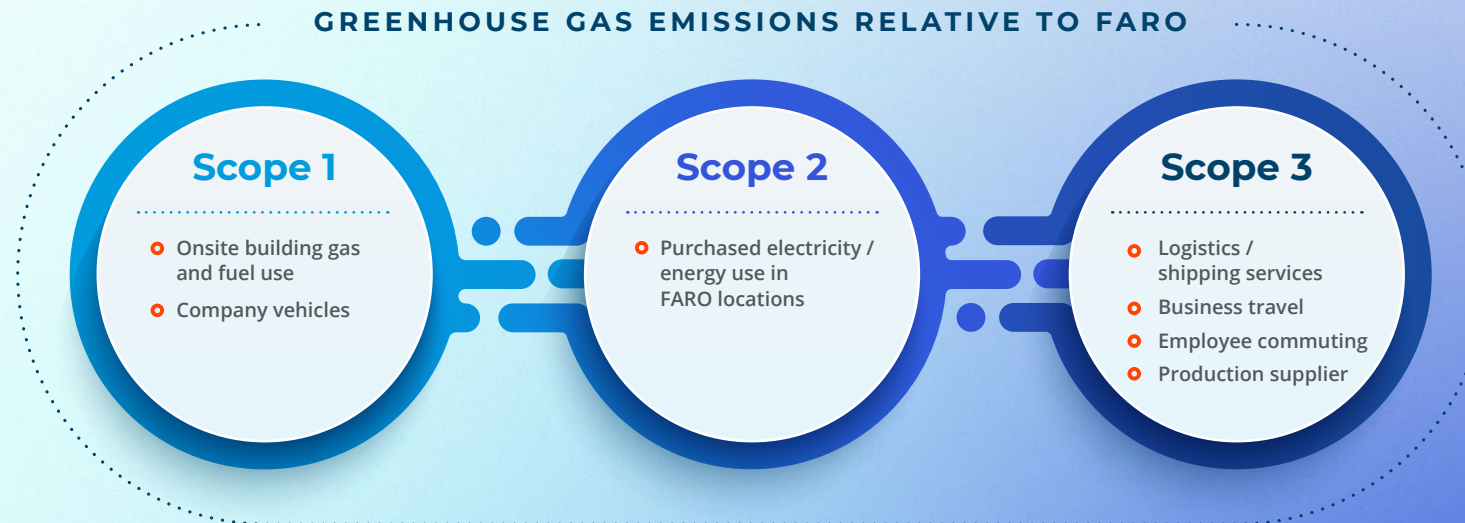 GREENHOUSE GAS EMISSIONS RELATIVE TO FARO
Scope 1
Onsite building gas
and fuel use
Company vehicles
Scope 2
Purchased electricity /
energy use in
FARO locations
Scope 3
Logistics /
shipping services
Business travel
Employee commuting
Production supplier